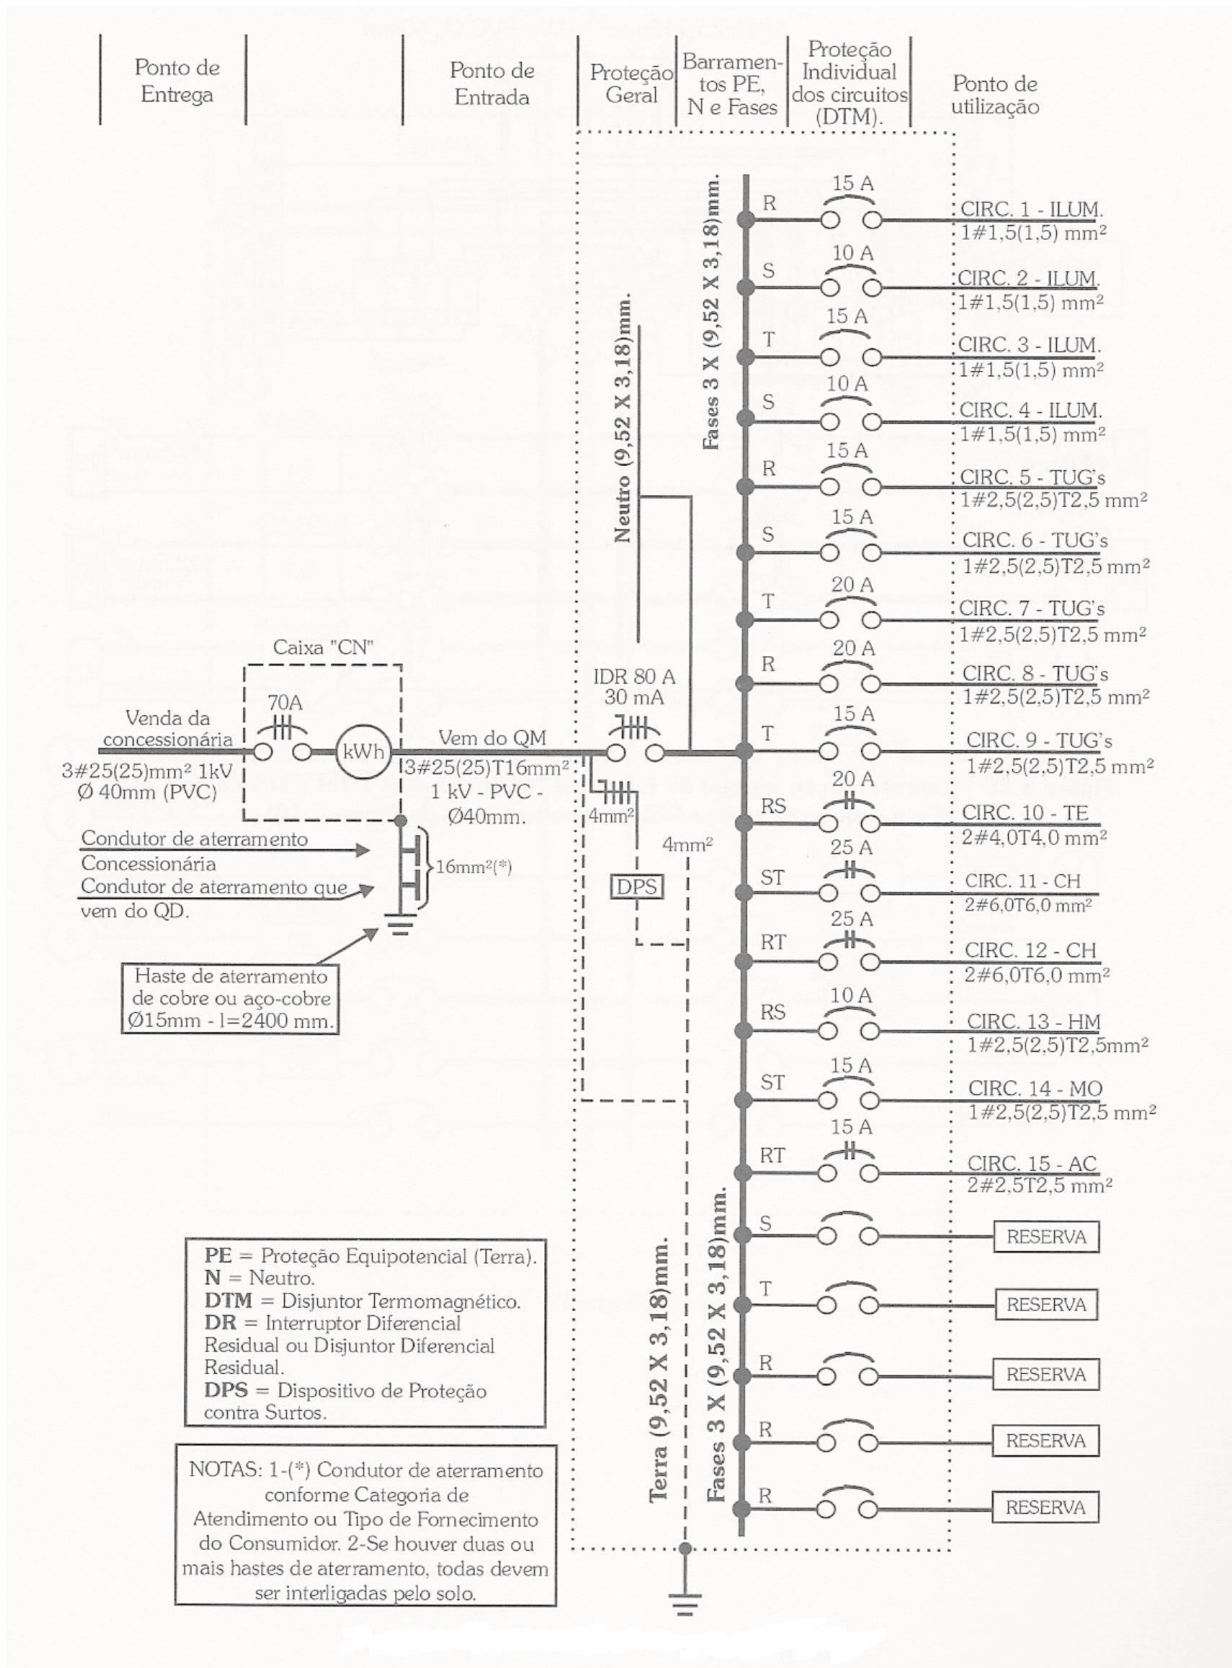 Ponto de
Entrega
Ponto de
Entrada
Proteção
Geral
Barramen-
tos PE,
N e Fases
Proteção
Individual
dos circuitos
(DTM).
Ponto de
utilização
Fases 3 X (9,52 X 3,18)mm.
Neutro (9,52 X 3,18)mm.
R
15 A
CIRC. 1 - ILUM.
1#1,5(1,5) mm²
S
10 A
CIRC. 2 - ILUM.
1#1,5(1,5) mm²
T
15 A
CIRC. 3 - ILUM.
1#1,5(1,5) mm²
S
10 A
CIRC. 4 - ILUM.
1#1,5(1,5) mm²
R
15 A
CIRC. 5 - TUG's
1#2,5(2,5)T2,5 mm²
S
15 A
CIRC. 6 - TUG's
1#2,5(2,5)T2,5 mm²
T
20 A
CIRC. 7 - TUG's
1#2,5(2,5)T2,5 mm²
R
20 A
CIRC. 8 - TUG's
1#2,5(2,5)T2,5 mm²
T
15 A
CIRC. 9 - TUG's
1#2,5(2,5)T2,5 mm²
RS
20 A
CIRC. 10 - TE
2#4,0T4,0 mm²
ST
25 A
CIRC. 11 - CH
2#6,0T6,0 mm²
RT
25 A
CIRC. 12 - CH
2#6,0T6,0 mm²
RS
10 A
CIRC. 13 - HM
1#2,5(2,5)T2,5mm²
ST
15 A
CIRC. 14 - MO
1#2,5(2,5)T2,5 mm²
RT
15 A
CIRC. 15 - AC
2#2,5T2,5 mm²
S
RESERVA
T
RESERVA
R
RESERVA
R
RESERVA
R
RESERVA
Caixa "CN"
70A
kWh
Venda da
concessionária
3#25(25)mm² 1kV
Ø 40mm (PVC)
Vem do QM
3#25(25)T16mm²
1 kV - PVC -
Ø40mm.
IDR 80 A
30 mA
4mm²
4mm²
DPS
Condutor de aterramento
Concessionária
Condutor de aterramento que
vem do QD.
16mm²(*)
Haste de aterramento
de cobre ou aço-cobre
Ø15mm - l=2400 mm.
Terra (9,52 X 3,18)mm.
Fases 3 X (9,52 X 3,18)mm.
PE = Proteção Equipotencial (Terra).
N = Neutro.
DTM = Disjuntor Termomagnético.
DR = Interruptor Diferencial
Residual ou Disjuntor Diferencial
Residual.
DPS = Dispositivo de Proteção
contra Surtos.
NOTAS: 1-(*) Condutor de aterramento
conforme Categoria de
Atendimento ou Tipo de Fornecimento
do Consumidor. 2-Se houver duas ou
mais hastes de aterramento, todas devem
ser interligadas pelo solo.